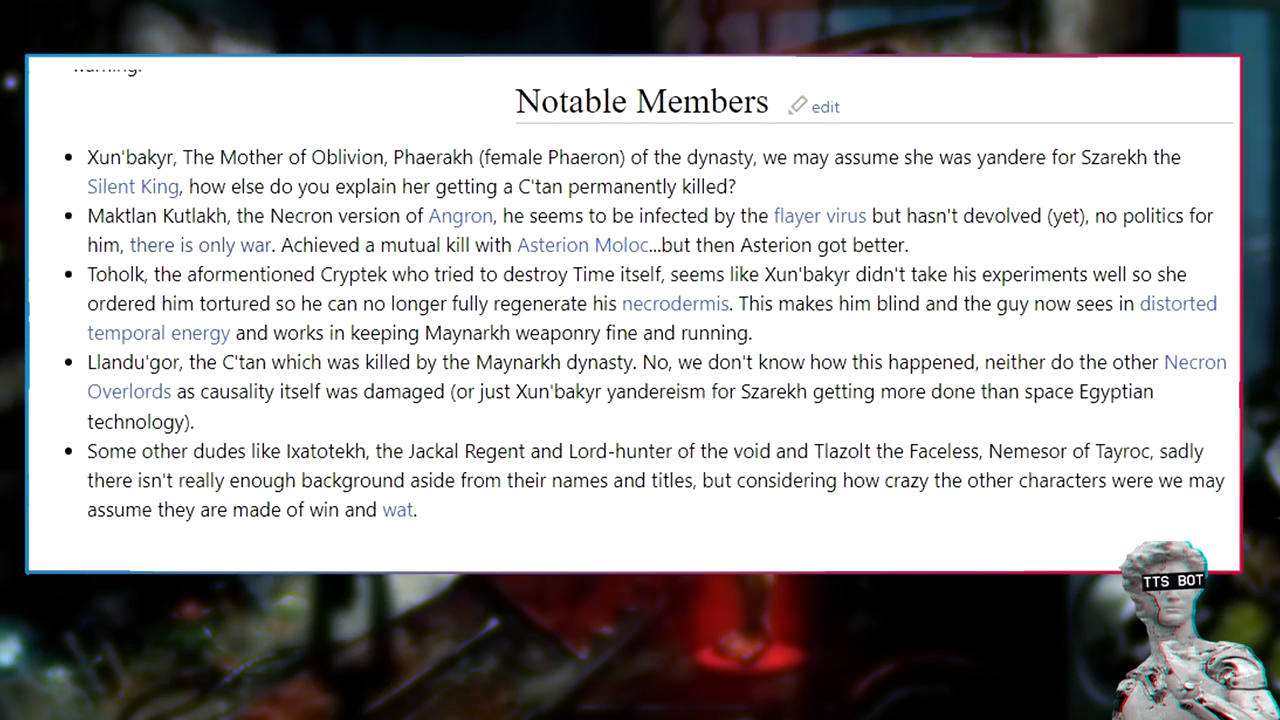 warning.
Notable Members edit
Xun'bakyr, The Mother of Oblivion, Phaerakh (female Phaeron) of the dynasty, we may assume she was yandere for Szarekh the
Silent King, how else do you explain her getting a C'tan permanently killed?
Maktlan Kutlakh, the Necron version of Angron, he seems to be infected by the flayer virus but hasn't devolved (yet), no politics for
him, there is only war. Achieved a mutual kill with Asterion Moloc...but then Asterion got better.
Toholk, the aformentioned Cryptek who tried to destroy Time itself, seems like Xun'bakyr didn't take his experiments well so she
ordered him tortured so he can no longer fully regenerate his necrodermis. This makes him blind and the guy now sees in distorted
temporal energy and works in keeping Maynarkh weaponry fine and running.
Llandu'gor, the C'tan which was killed by the Maynarkh dynasty. No, we don't know how this happened, neither do the other Necron
Overlords as causality itself was damaged (or just Xun'bakyr yandereism for Szarekh getting more done than space Egyptian
technology).
Some other dudes like Ixatotekh, the Jackal Regent and Lord-hunter of the void and Tlazolt the Faceless, Nemesor of Tayroc, sadly
there isn't really enough background aside from their names and titles, but considering how crazy the other characters were we may
assume they are made of win and wat.
TTS BOT